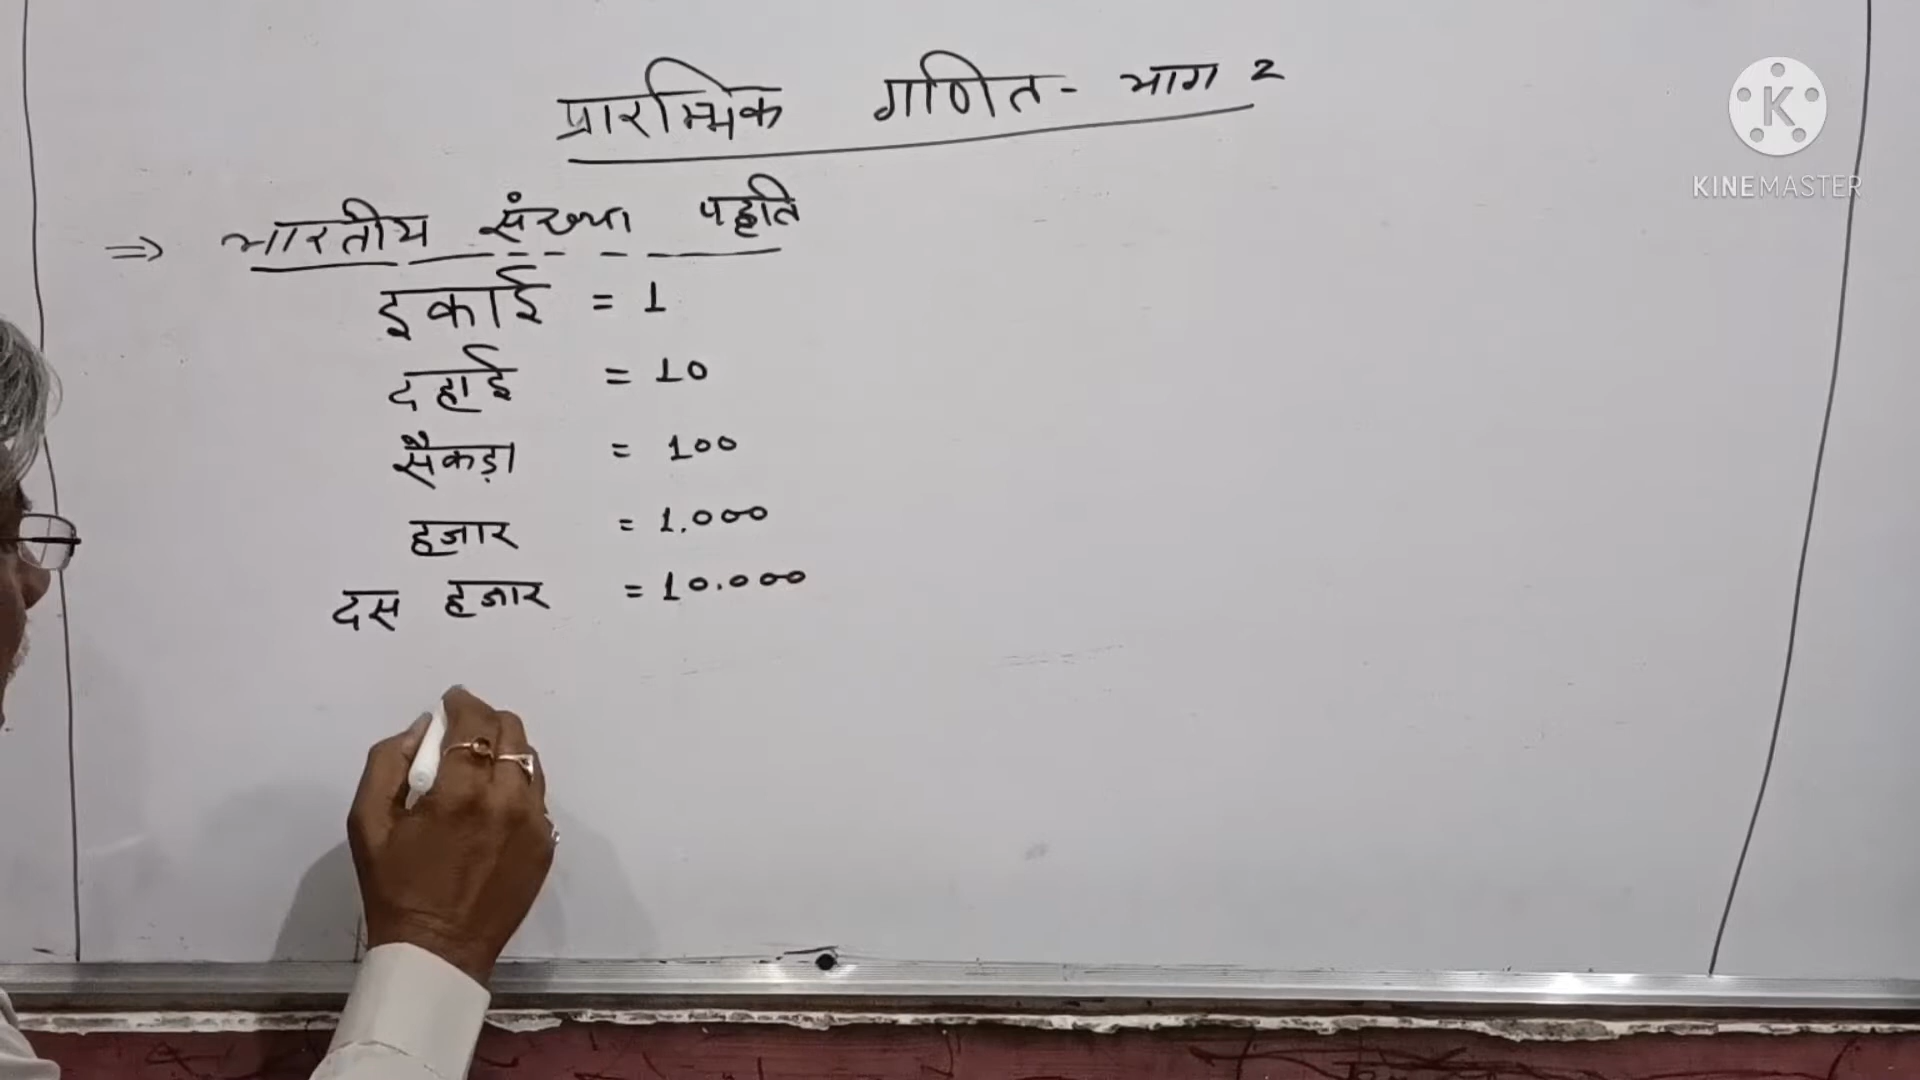 प्रारम्भिक गणित - भाग 2
⇒ भारतीय संख्या पद्धति
इकाई = 1
दहाई = 10
सैकड़ा = 100
हजार = 1.000
दस हजार = 10.000
K
KINEMASTER